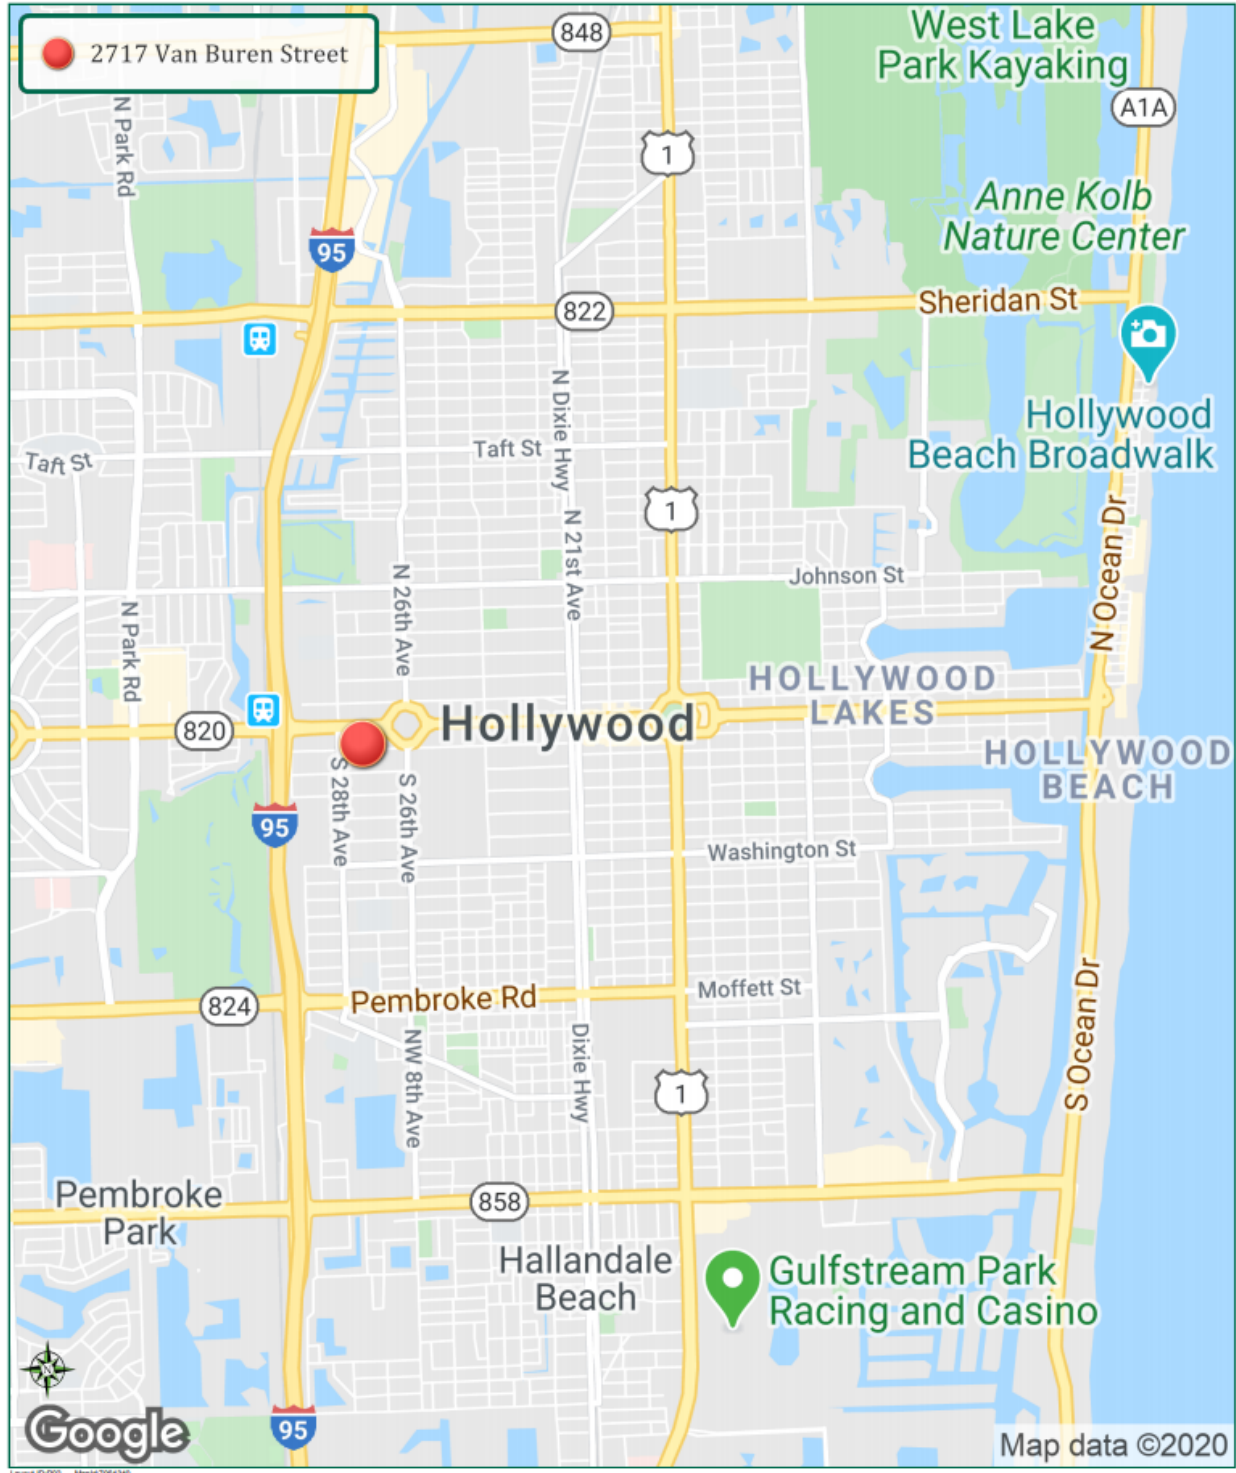 2717 Van Buren Street
848
West Lake
Park Kayaking
A1A
N Park Rd
1
Anne Kolb
Nature Center
95
822
Sheridan St
N Dixie Hwy
Hollywood
Beach Broadwalk
Taft St
Taft St
1
N Ocean Dr
N 21st Ave
N 26th Ave
Johnson St
N Park Rd
HOLLYWOOD
LAKES
820
Hollywood
HOLLYWOOD
BEACH
S 28th Ave
S 26th Ave
95
Washington St
S Ocean Dr
824
Pembroke Rd
Moffett St
NW 8th Ave
Dixie Hwy
1
Pembroke
Park
858
Hallandale
Beach
Gulfstream Park
Racing and Casino
N
Google
95
Map data ©2020